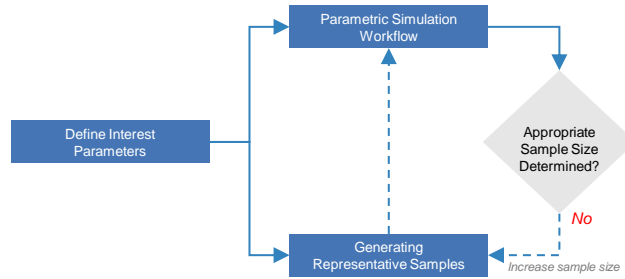 Parametric Simulation
Workflow
Define Interest
Parameters
Appropriate
Sample Size
Determined?
No
Generating
Representative Samples
Increase sample size